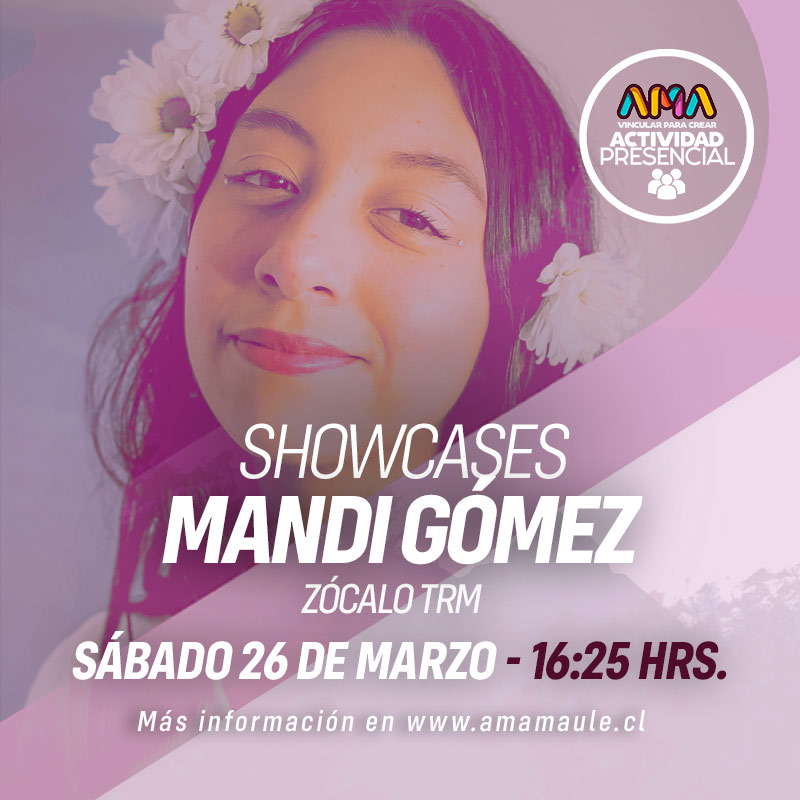 AMA
VINCULAR PARA CREAR
ACTIVIDAD
PRESENCIAL
SHOWCASES
MANDI GÓMEZ
ZÓCALO TRM
SÁBADO 26 DE MARZO - 16:25 HRS.
Más información en www.amamaule.cl